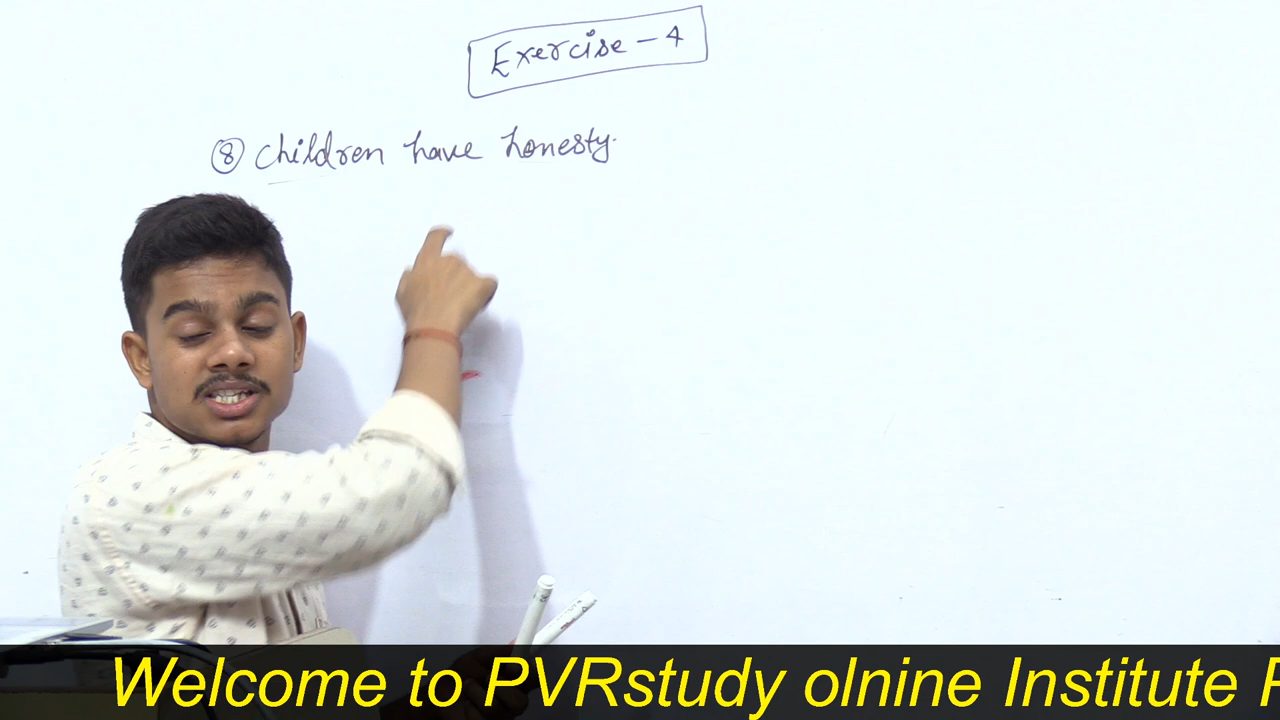 Exercise - 4
⑧ children have honesty.
Welcome to PVRstudy olnine Institute